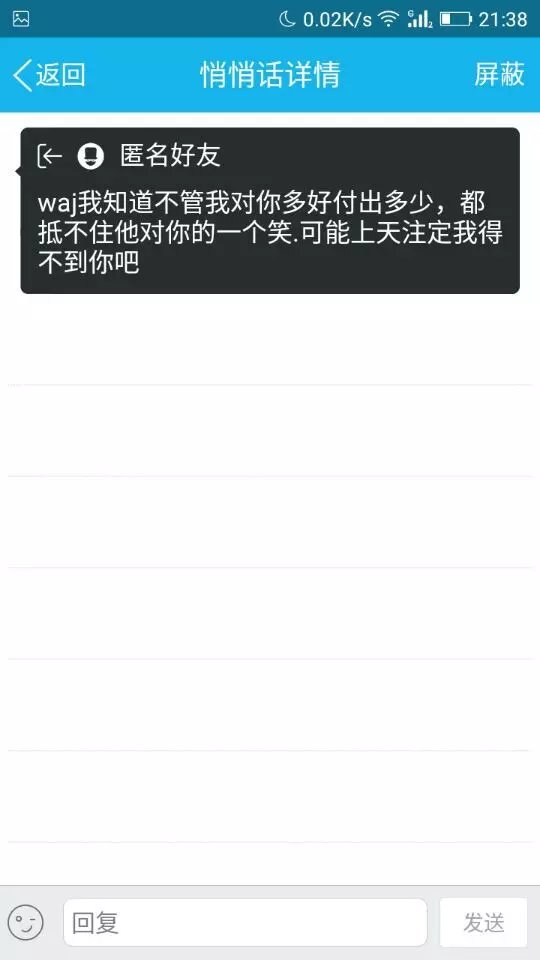 0.02K/s G 2 21:38
返回 悄悄话详情 屏蔽
匿名好友
waj我知道不管我对你多好付出多少，都
抵不住他对你的一个笑.可能上天注定我得
不到你吧
回复 发送